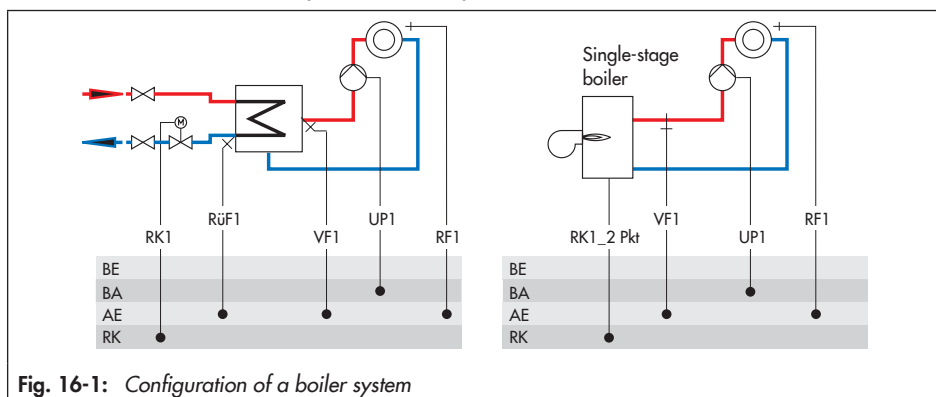 Single-stage
boiler
M
RK1
RüF1
VF1
UP1
RF1
RK1_2 Pkt
VF1
UP1
RF1
BE
BA
AE
RK
BE
BA
AE
RK
Fig. 16-1: Configuration of a boiler system